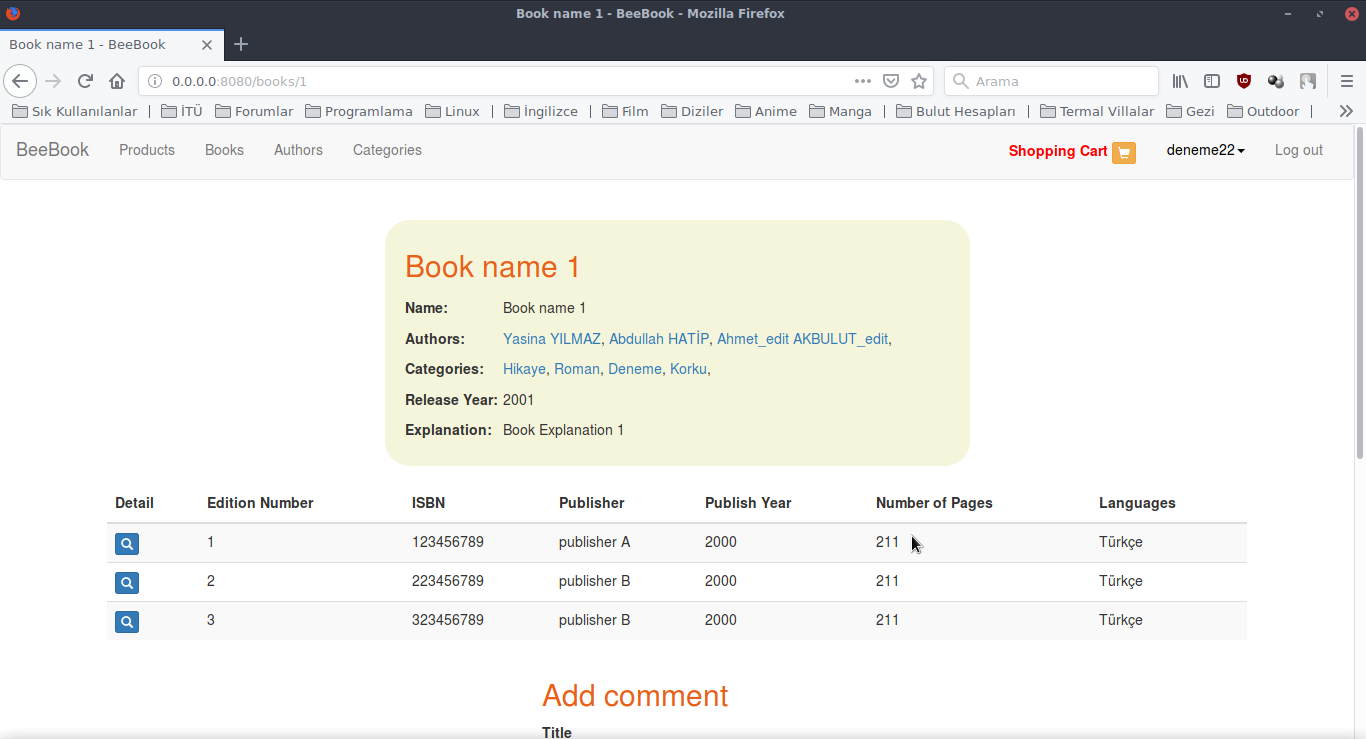 Book name 1 - BeeBook - Mozilla Firefox
Book name 1 - BeeBook
0.0.0.0:8080/books/1 Arama
Sık Kullanılanlar | İTÜ Forumlar Programlama Linux | İngilizce | Film Diziler Anime Manga | Bulut Hesapları | Termal Villalar Gezi Outdoor |
BeeBook Products Books Authors Categories Shopping Cart deneme22 Log out
Book name 1
Name: Book name 1
Authors: Yasina YILMAZ, Abdullah HATİP, Ahmet_edit AKBULUT_edit,
Categories: Hikaye, Roman, Deneme, Korku,
Release Year: 2001
Explanation: Book Explanation 1
Detail Edition Number ISBN Publisher Publish Year Number of Pages Languages
1 123456789 publisher A 2000 211 Türkçe
2 223456789 publisher B 2000 211 Türkçe
3 323456789 publisher B 2000 211 Türkçe
Add comment
Title